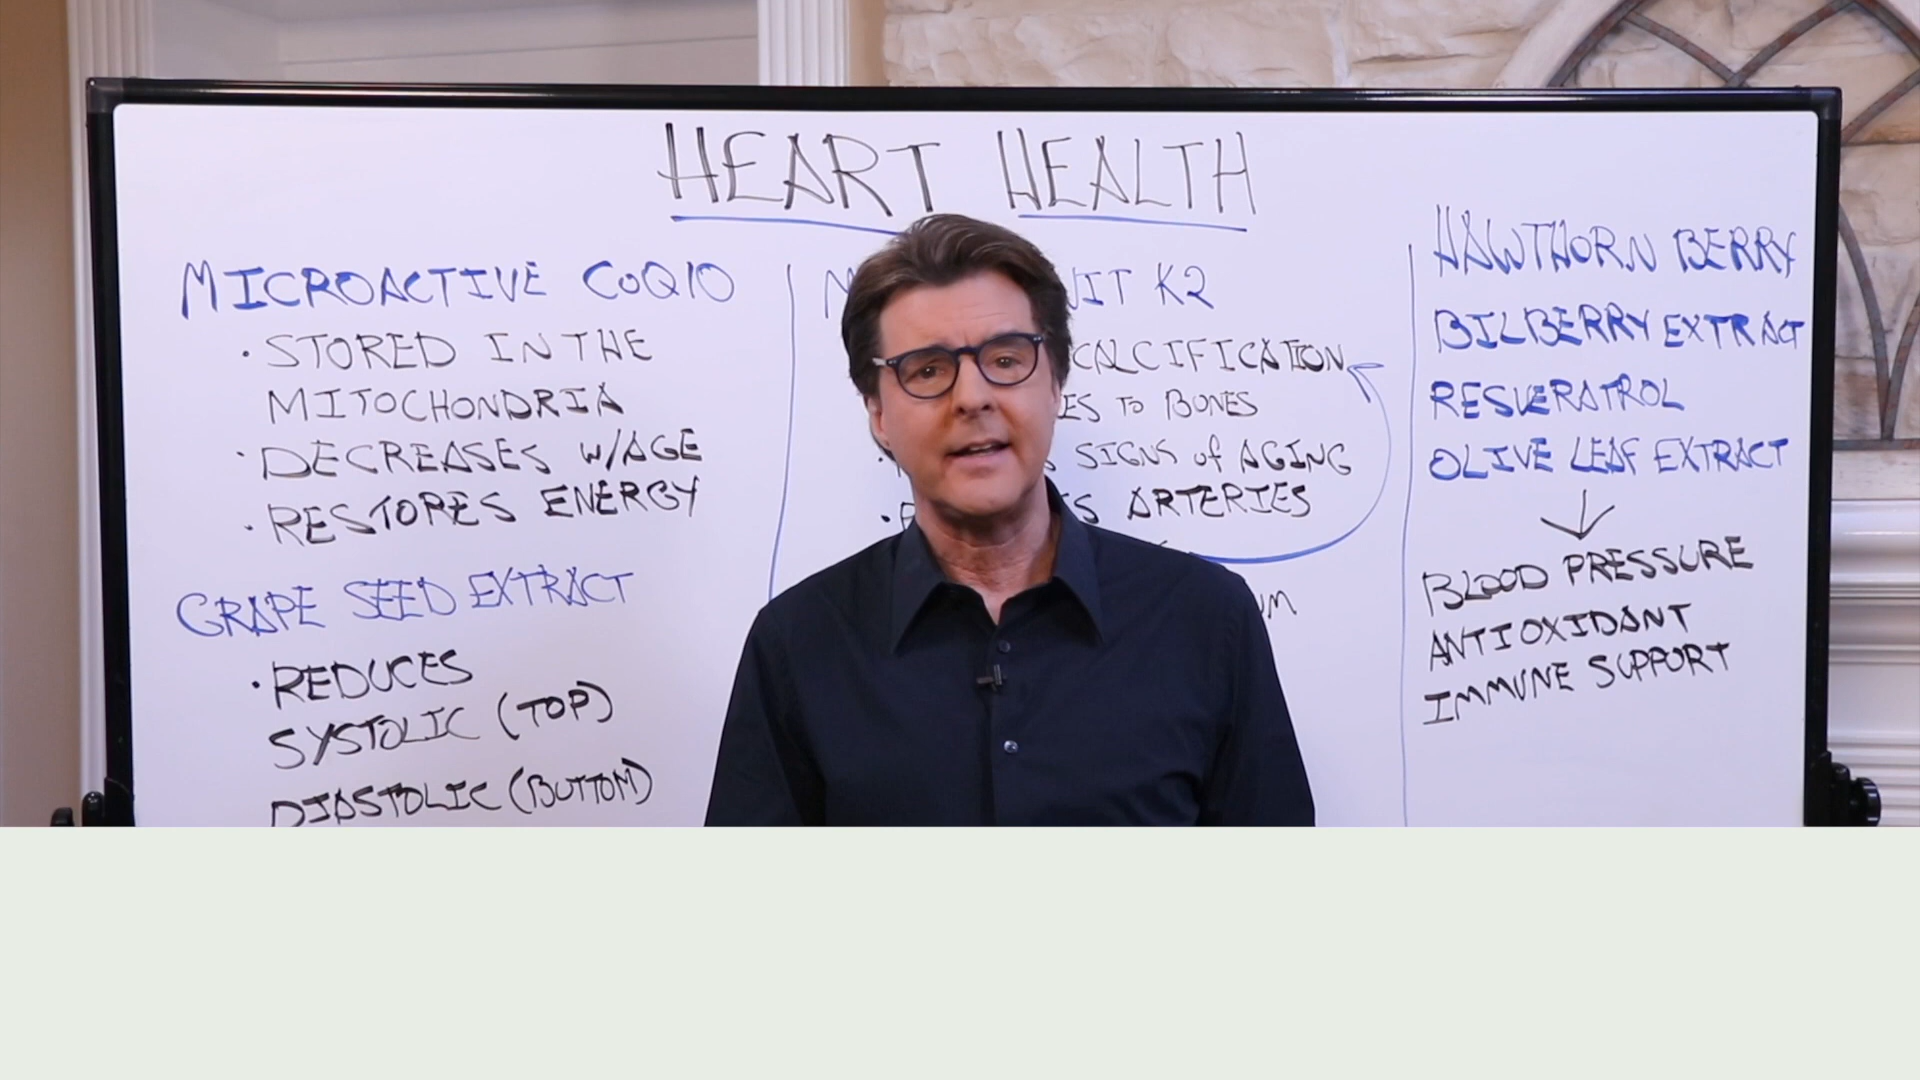 HEART HEALTH
MICROACTIVE CoQ10
• STORED IN THE
MITOCHONDRIA
• DECREASES W/AGE
• RESTORES ENERGY
GRAPE SEED EXTRACT
• REDUCES
SYSTOLIC (TOP)
DIASTOLIC (BUTTOM)
VIT K2
CALCIFICATION
TO BONES
SIGNS of AGING
ARTERIES
HAWTHORN BERRY
BILBERRY EXTRACT
RESVERATROL
OLIVE LEAF EXTRACT
BLOOD PRESSURE
ANTIOXIDANT
IMMUNE SUPPORT